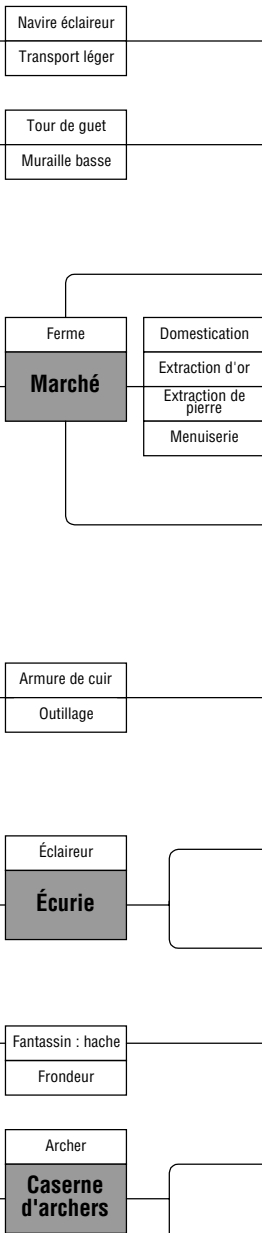 Navire éclaireur
Transport léger
Tour de guet
Muraille basse
Ferme
Marché
Domestication
Extraction d'or
Extraction de
pierre
Menuiserie
Armure de cuir
Outillage
Éclaireur
Écurie
Fantassin : hache
Frondeur
Archer
Caserne
d'archers